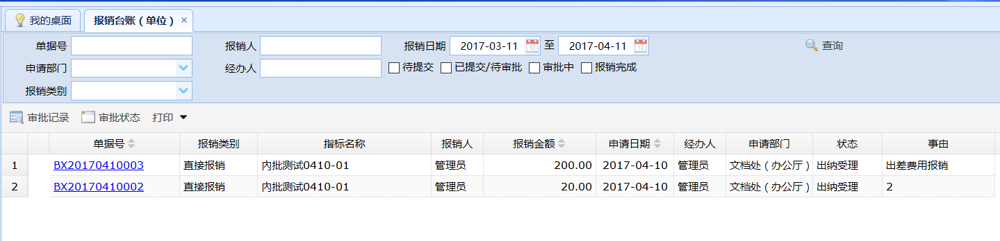 我的桌面 报销台账（单位）
单据号 报销人 报销日期 2017-03-11 至 2017-04-11 查询
申请部门 经办人 待提交 已提交/待审批 审批中 报销完成
报销类别
审批记录 审批状态 打印
单据号 报销类别 指标名称 报销人 报销金额 申请日期 经办人 申请部门 状态 事由
1 BX20170410003 直接报销 内批测试0410-01 管理员 200.00 2017-04-10 管理员 文档处（办公厅） 出纳受理 出差费用报销
2 BX20170410002 直接报销 内批测试0410-01 管理员 20.00 2017-04-10 管理员 文档处（办公厅） 出纳受理 2